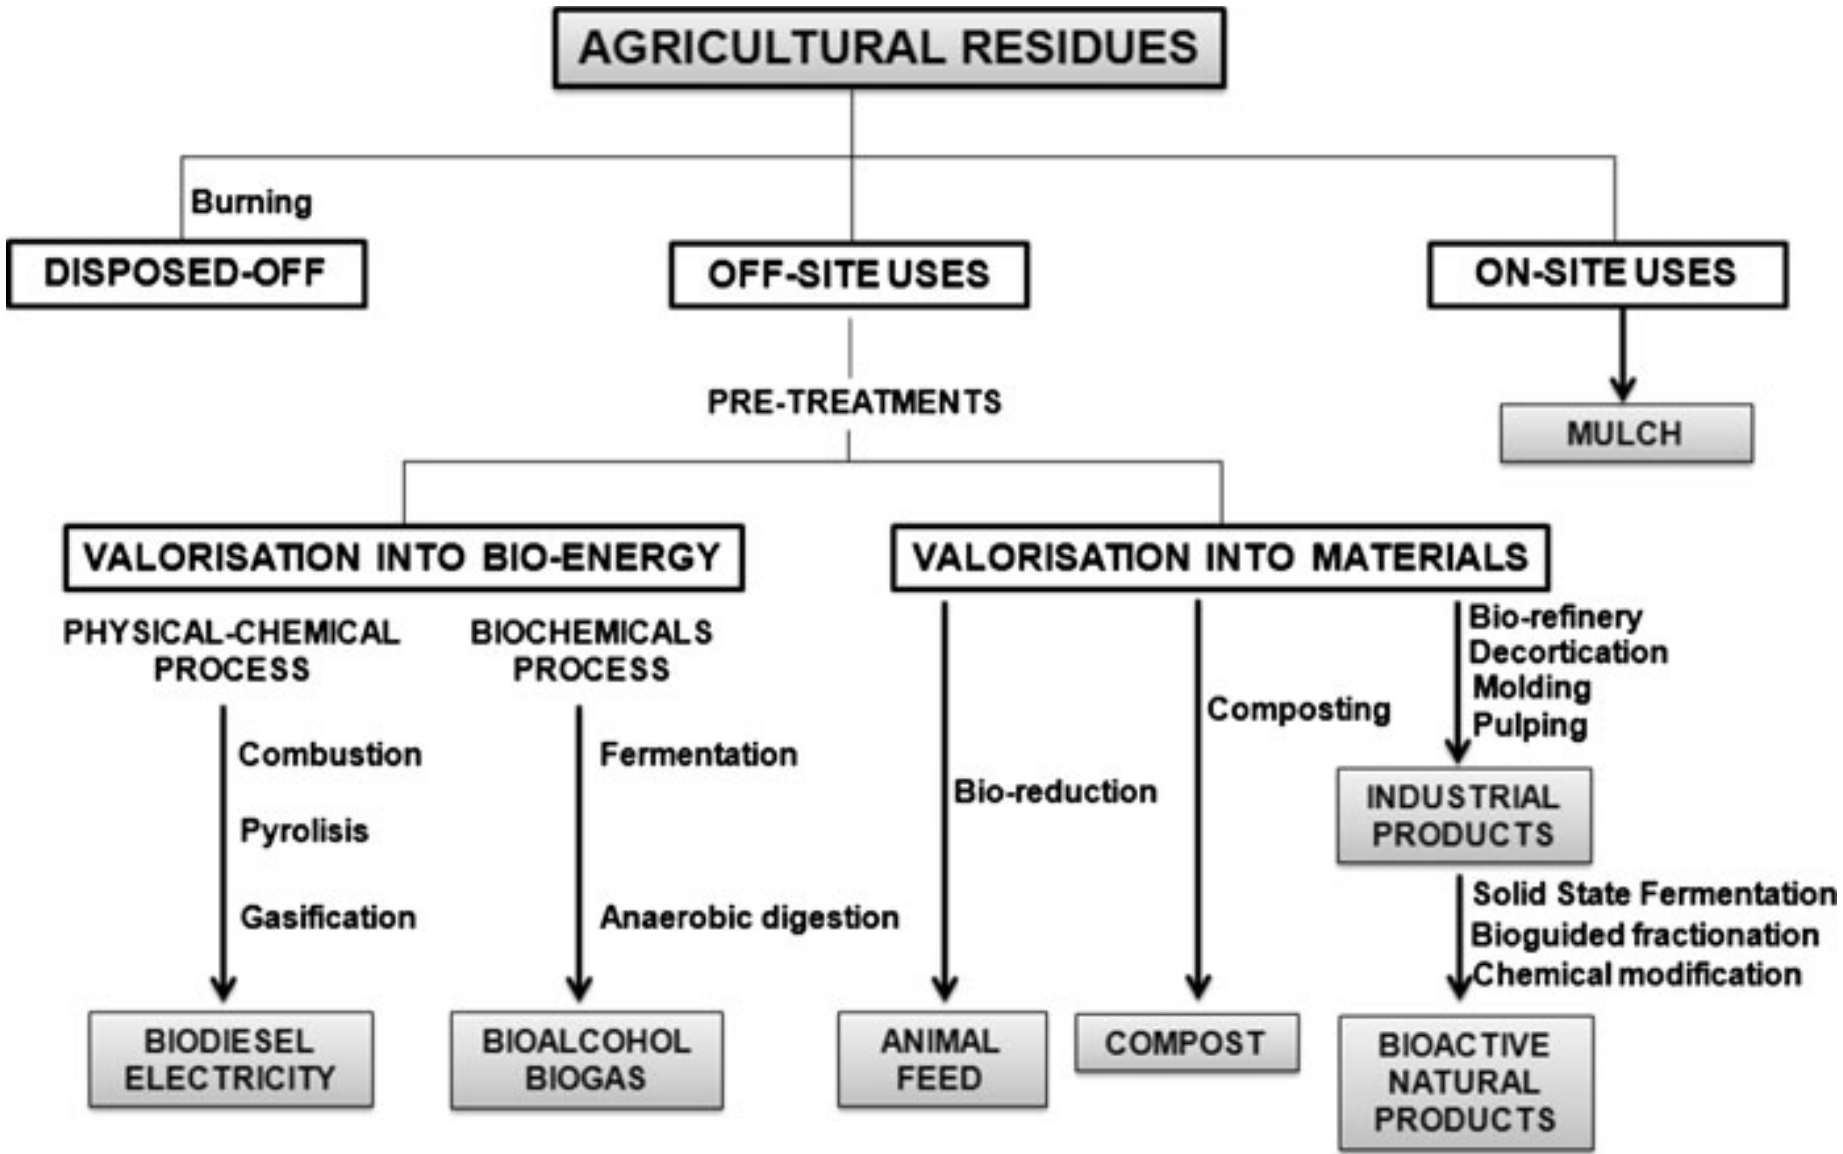 AGRICULTURAL RESIDUES
Burning
DISPOSED-OFF
OFF-SITE USES
ON-SITE USES
PRE-TREATMENTS
MULCH
VALORISATION INTO BIO-ENERGY
VALORISATION INTO MATERIALS
PHYSICAL-CHEMICAL
PROCESS
BIOCHEMICALS
PROCESS
Combustion
Pyrolisis
Gasification
Fermentation
Anaerobic digestion
Bio-reduction
Composting
Bio-refinery
Decortication
Molding
Pulping
INDUSTRIAL
PRODUCTS
Solid State Fermentation
Bioguided fractionation
Chemical modification
BIODIESEL
ELECTRICITY
BIOALCOHOL
BIOGAS
ANIMAL
FEED
COMPOST
BIOACTIVE
NATURAL
PRODUCTS